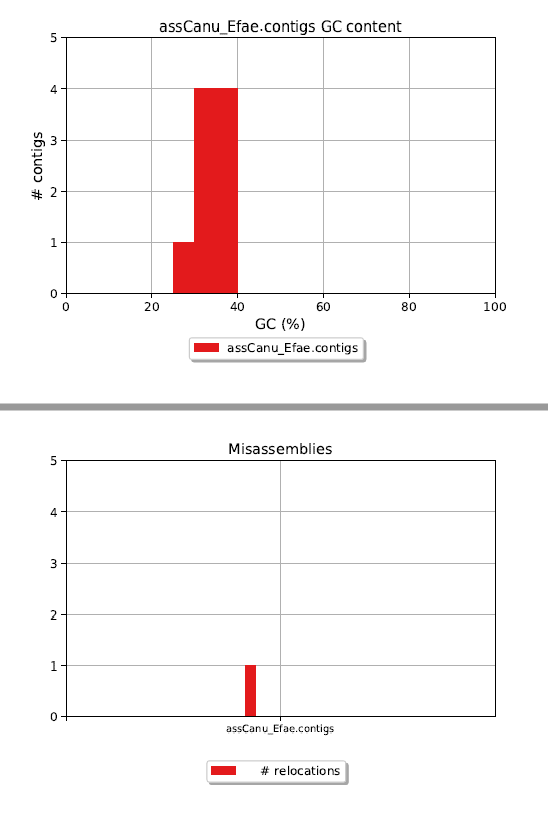 assCanu_Efae.contigs GC content
5
4
3
2
1
0
# contigs
0 20 40 60 80 100
GC (%)
assCanu_Efae.contigs
Misassemblies
5
4
3
2
1
0
assCanu_Efae.contigs
# relocations